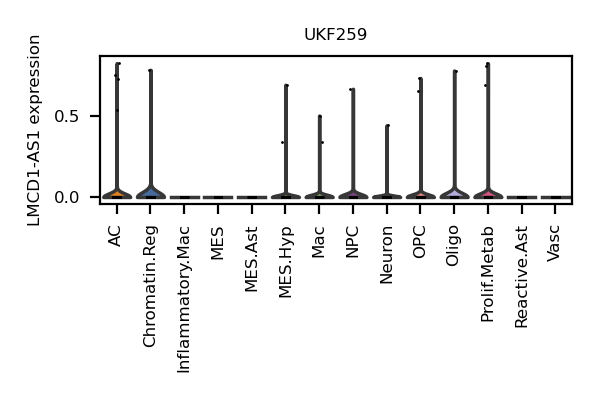 UKF259
LMCD1-AS1 expression
0.5
0.0
AC
Chromatin.Reg
Inflammatory.Mac
MES
MES.Ast
MES.Hyp
Mac
NPC
Neuron
OPC
Oligo
Prolif.Metab
Reactive.Ast
Vasc